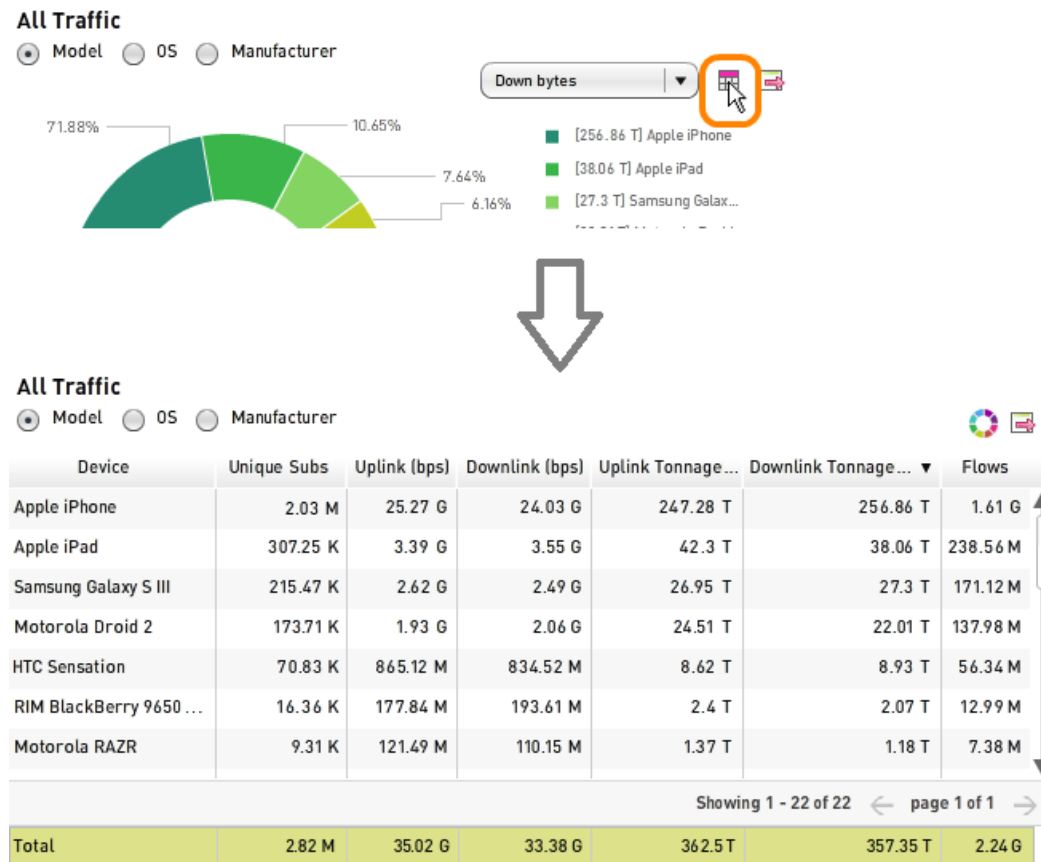 All Traffic
Model OS Manufacturer
Down bytes
71.88%
10.65%
7.64%
6.16%
[256.86 T] Apple iPhone
[38.06 T] Apple iPad
[27.3 T] Samsung Galax...
All Traffic
Model OS Manufacturer
Device Unique Subs Uplink (bps) Downlink (bps) Uplink Tonnage... Downlink Tonnage... ▼ Flows
Apple iPhone 2.03 M 25.27 G 24.03 G 247.28 T 256.86 T 1.61 G
Apple iPad 307.25 K 3.39 G 3.55 G 42.3 T 38.06 T 238.56 M
Samsung Galaxy S III 215.47 K 2.62 G 2.49 G 26.95 T 27.3 T 171.12 M
Motorola Droid 2 173.71 K 1.93 G 2.06 G 24.51 T 22.01 T 137.98 M
HTC Sensation 70.83 K 865.12 M 834.52 M 8.62 T 8.93 T 56.34 M
RIM BlackBerry 9650 ... 16.36 K 177.84 M 193.61 M 2.4 T 2.07 T 12.99 M
Motorola RAZR 9.31 K 121.49 M 110.15 M 1.37 T 1.18 T 7.38 M
Showing 1 - 22 of 22 page 1 of 1
Total 2.82 M 35.02 G 33.38 G 362.5 T 357.35 T 2.24 G